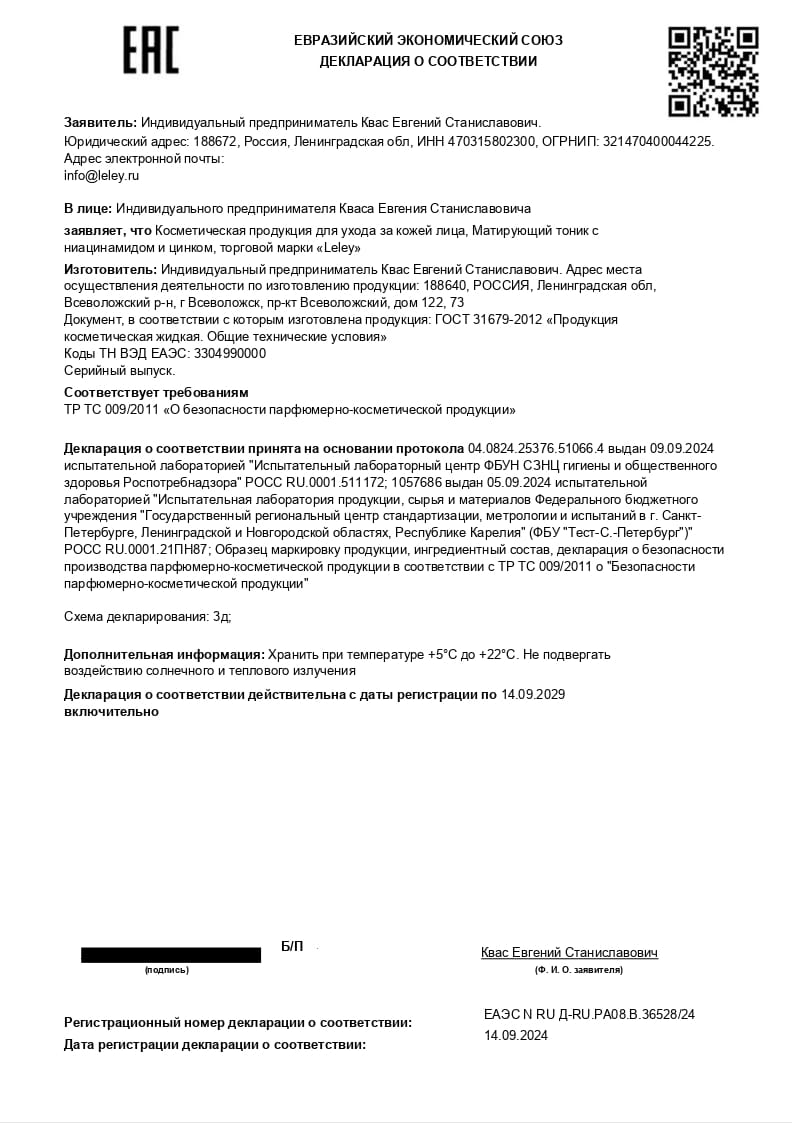 EAC
ЕВРАЗИЙСКИЙ ЭКОНОМИЧЕСКИЙ СОЮЗ
ДЕКЛАРАЦИЯ О СООТВЕТСТВИИ
Заявитель: Индивидуальный предприниматель Квас Евгений Станиславович.
Юридический адрес: 188672, Россия, Ленинградская обл, ИНН 470315802300, ОГРНИП: 321470400044225.
Адрес электронной почты:
info@leley.ru
В лице: Индивидуального предпринимателя Кваса Евгения Станиславовича
заявляет, что Косметическая продукция для ухода за кожей лица, Матирующий тоник с
ниацинамидом и цинком, торговой марки «Leley»
Изготовитель: Индивидуальный предприниматель Квас Евгений Станиславович. Адрес места
осуществления деятельности по изготовлению продукции: 188640, РОССИЯ, Ленинградская обл,
Всеволожский р-н, г Всеволожск, пр-кт Всеволожский, дом 122, 73
Документ, в соответствии с которым изготовлена продукция: ГОСТ 31679-2012 «Продукция
косметическая жидкая. Общие технические условия»
Коды ТН ВЭД ЕАЭС: 3304990000
Серийный выпуск.
Соответствует требованиям
ТР ТС 009/2011 «О безопасности парфюмерно-косметической продукции»
Декларация о соответствии принята на основании протокола 04.0824.25376.51066.4 выдан 09.09.2024
испытательной лабораторией "Испытательный лабораторный центр ФБУН СЗНЦ гигиены и общественного
здоровья Роспотребнадзора" РОСС RU.0001.511172; 1057686 выдан 05.09.2024 испытательной
лабораторией "Испытательная лаборатория продукции, сырья и материалов Федерального бюджетного
учреждения "Государственный региональный центр стандартизации, метрологии и испытаний в г. Санкт-
Петербурге, Ленинградской и Новгородской областях, Республике Карелия" (ФБУ "Тест-С.-Петербург")"
РОСС RU.0001.21ПН87; Образец маркировку продукции, ингредиентный состав, декларация о безопасности
производства парфюмерно-косметической продукции в соответствии с ТР ТС 009/2011 о "Безопасности
парфюмерно-косметической продукции"
Схема декларирования: 3д;
Дополнительная информация: Хранить при температуре +5°С до +22°С. Не подвергать
воздействию солнечного и теплового излучения
Декларация о соответствии действительна с даты регистрации по 14.09.2029
включительно
Б/П
Квас Евгений Станиславович
(подпись)
(Ф. И. О. заявителя)
Регистрационный номер декларации о соответствии: ЕАЭС N RU Д-RU.РА08.В.36528/24
Дата регистрации декларации о соответствии: 14.09.2024